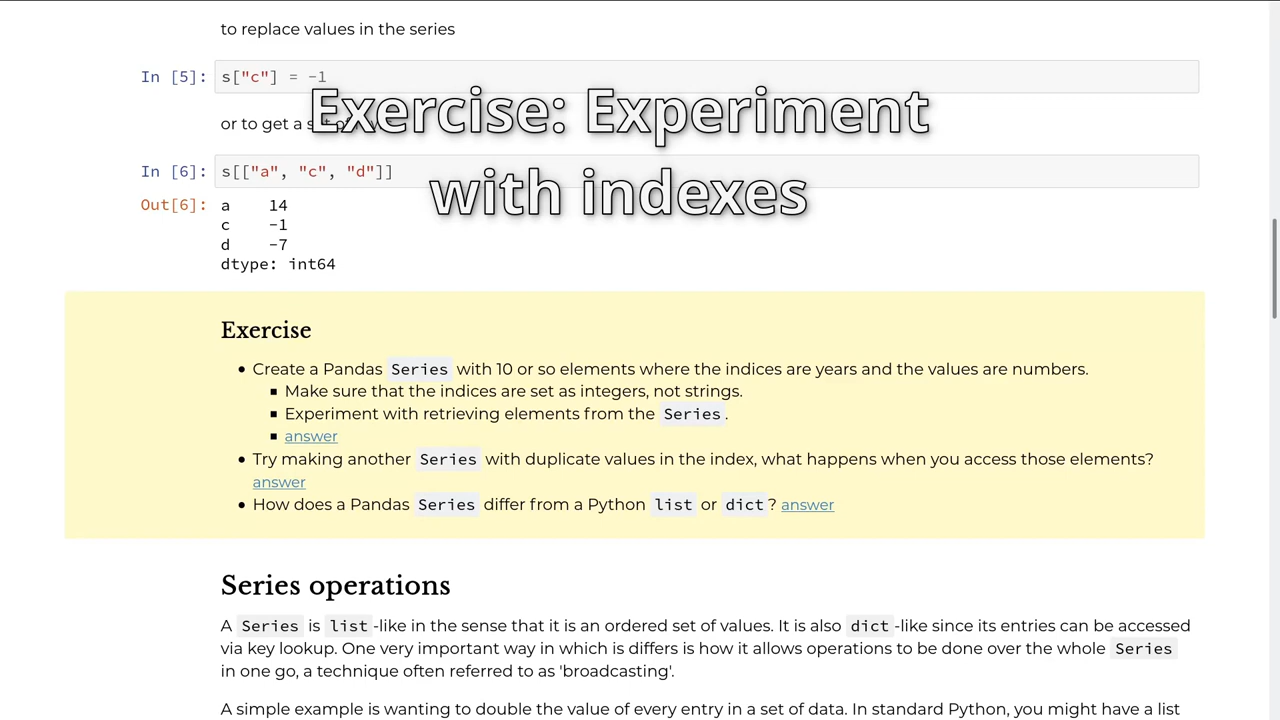 to replace values in the series
In [5]: s["c"] = -1
Exercise: Experiment
or to get a
with indexes
In [6]: s[["a", "c", "d"]]
Out[6]: a 14
c -1
d -7
dtype: int64
Exercise
• Create a Pandas Series with 10 or so elements where the indices are years and the values are numbers.
▪ Make sure that the indices are set as integers, not strings.
▪ Experiment with retrieving elements from the Series.
▪ answer
• Try making another Series with duplicate values in the index, what happens when you access those elements?
answer
• How does a Pandas Series differ from a Python list or dict? answer
Series operations
A Series is list-like in the sense that it is an ordered set of values. It is also dict-like since its entries can be accessed
via key lookup. One very important way in which is differs is how it allows operations to be done over the whole Series
in one go, a technique often referred to as 'broadcasting'.
A simple example is wanting to double the value of every entry in a set of data. In standard Python, you might have a list